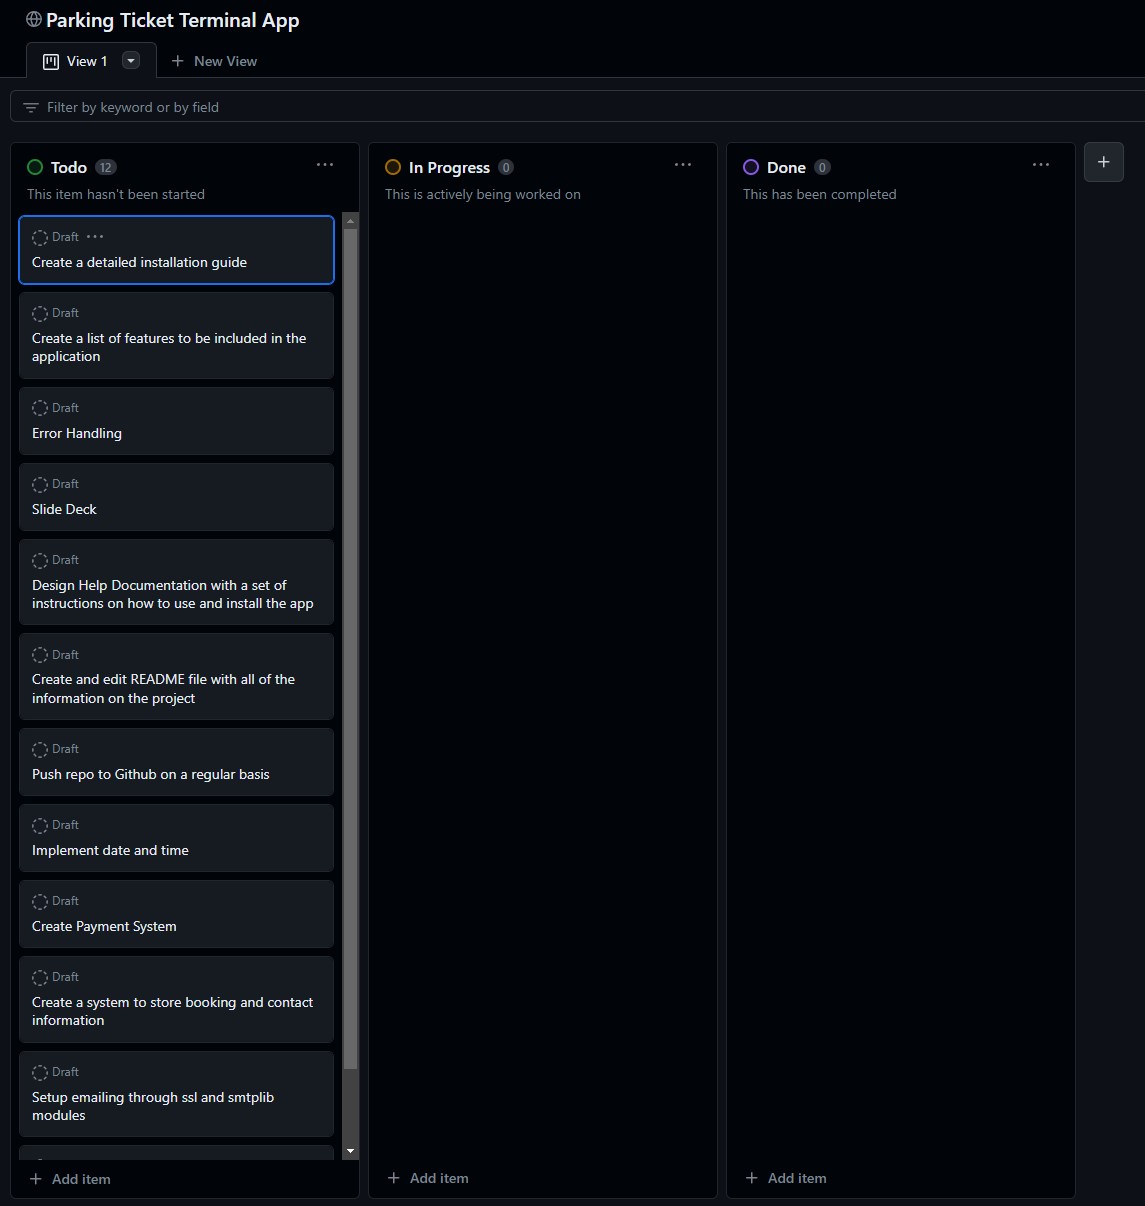 Parking Ticket Terminal App
View 1
New View
Filter by keyword or by field
Todo 12
This item hasn't been started
Draft
Create a detailed installation guide
Draft
Create a list of features to be included in the
application
Draft
Error Handling
Draft
Slide Deck
Draft
Design Help Documentation with a set of
instructions on how to use and install the app
Draft
Create and edit README file with all of the
information on the project
Draft
Push repo to Github on a regular basis
Draft
Implement date and time
Draft
Create Payment System
Draft
Create a system to store booking and contact
information
Draft
Setup emailing through ssl and smtplib
modules
+ Add item
In Progress 0
This is actively being worked on
+ Add item
Done 0
This has been completed
+ Add item